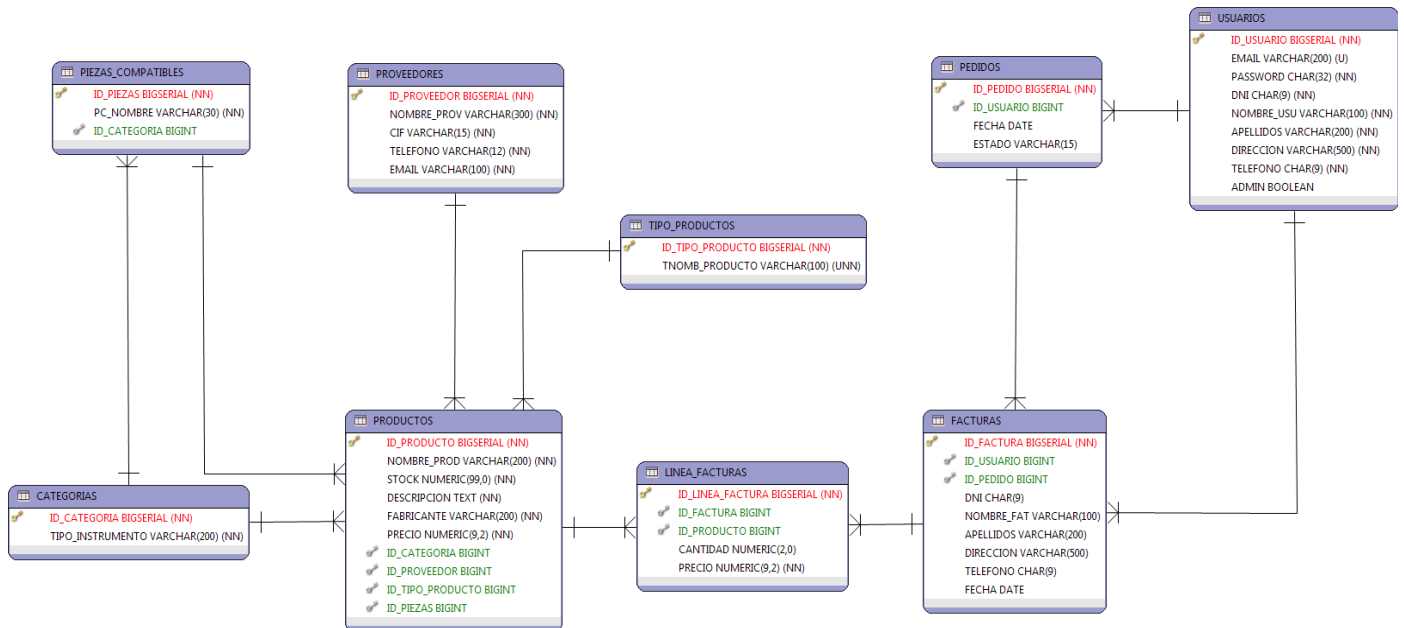 USUARIOS
ID_USUARIO BIGSERIAL (NN)
EMAIL VARCHAR(200) (U)
PASSWORD CHAR(32) (NN)
DNI CHAR(9) (NN)
NOMBRE_USU VARCHAR(100) (NN)
APELLIDOS VARCHAR(200) (NN)
DIRECCION VARCHAR(500) (NN)
TELEFONO CHAR(9) (NN)
ADMIN BOOLEAN
PIEZAS_COMPATIBLES
ID_PIEZAS BIGSERIAL (NN)
PC_NOMBRE VARCHAR(30) (NN)
ID_CATEGORIA BIGINT
PROVEEDORES
ID_PROVEEDOR BIGSERIAL (NN)
NOMBRE_PROV VARCHAR(300) (NN)
CIF VARCHAR(15) (NN)
TELEFONO VARCHAR(12) (NN)
EMAIL VARCHAR(100) (NN)
PEDIDOS
ID_PEDIDO BIGSERIAL (NN)
ID_USUARIO BIGINT
FECHA DATE
ESTADO VARCHAR(15)
TIPO_PRODUCTOS
ID_TIPO_PRODUCTO BIGSERIAL (NN)
TNOMB_PRODUCTO VARCHAR(100) (UNN)
CATEGORIAS
ID_CATEGORIA BIGSERIAL (NN)
TIPO_INSTRUMENTO VARCHAR(200) (NN)
PRODUCTOS
ID_PRODUCTO BIGSERIAL (NN)
NOMBRE_PROD VARCHAR(200) (NN)
STOCK NUMERIC(99,0) (NN)
DESCRIPCION TEXT (NN)
FABRICANTE VARCHAR(200) (NN)
PRECIO NUMERIC(9,2) (NN)
ID_CATEGORIA BIGINT
ID_PROVEEDOR BIGINT
ID_TIPO_PRODUCTO BIGINT
ID_PIEZAS BIGINT
LINEA_FACTURAS
ID_LINEA_FACTURA BIGSERIAL (NN)
ID_FACTURA BIGINT
ID_PRODUCTO BIGINT
CANTIDAD NUMERIC(2,0)
PRECIO NUMERIC(9,2) (NN)
FACTURAS
ID_FACTURA BIGSERIAL (NN)
ID_USUARIO BIGINT
ID_PEDIDO BIGINT
DNI CHAR(9)
NOMBRE_FAT VARCHAR(100)
APELLIDOS VARCHAR(200)
DIRECCION VARCHAR(500)
TELEFONO CHAR(9)
FECHA DATE